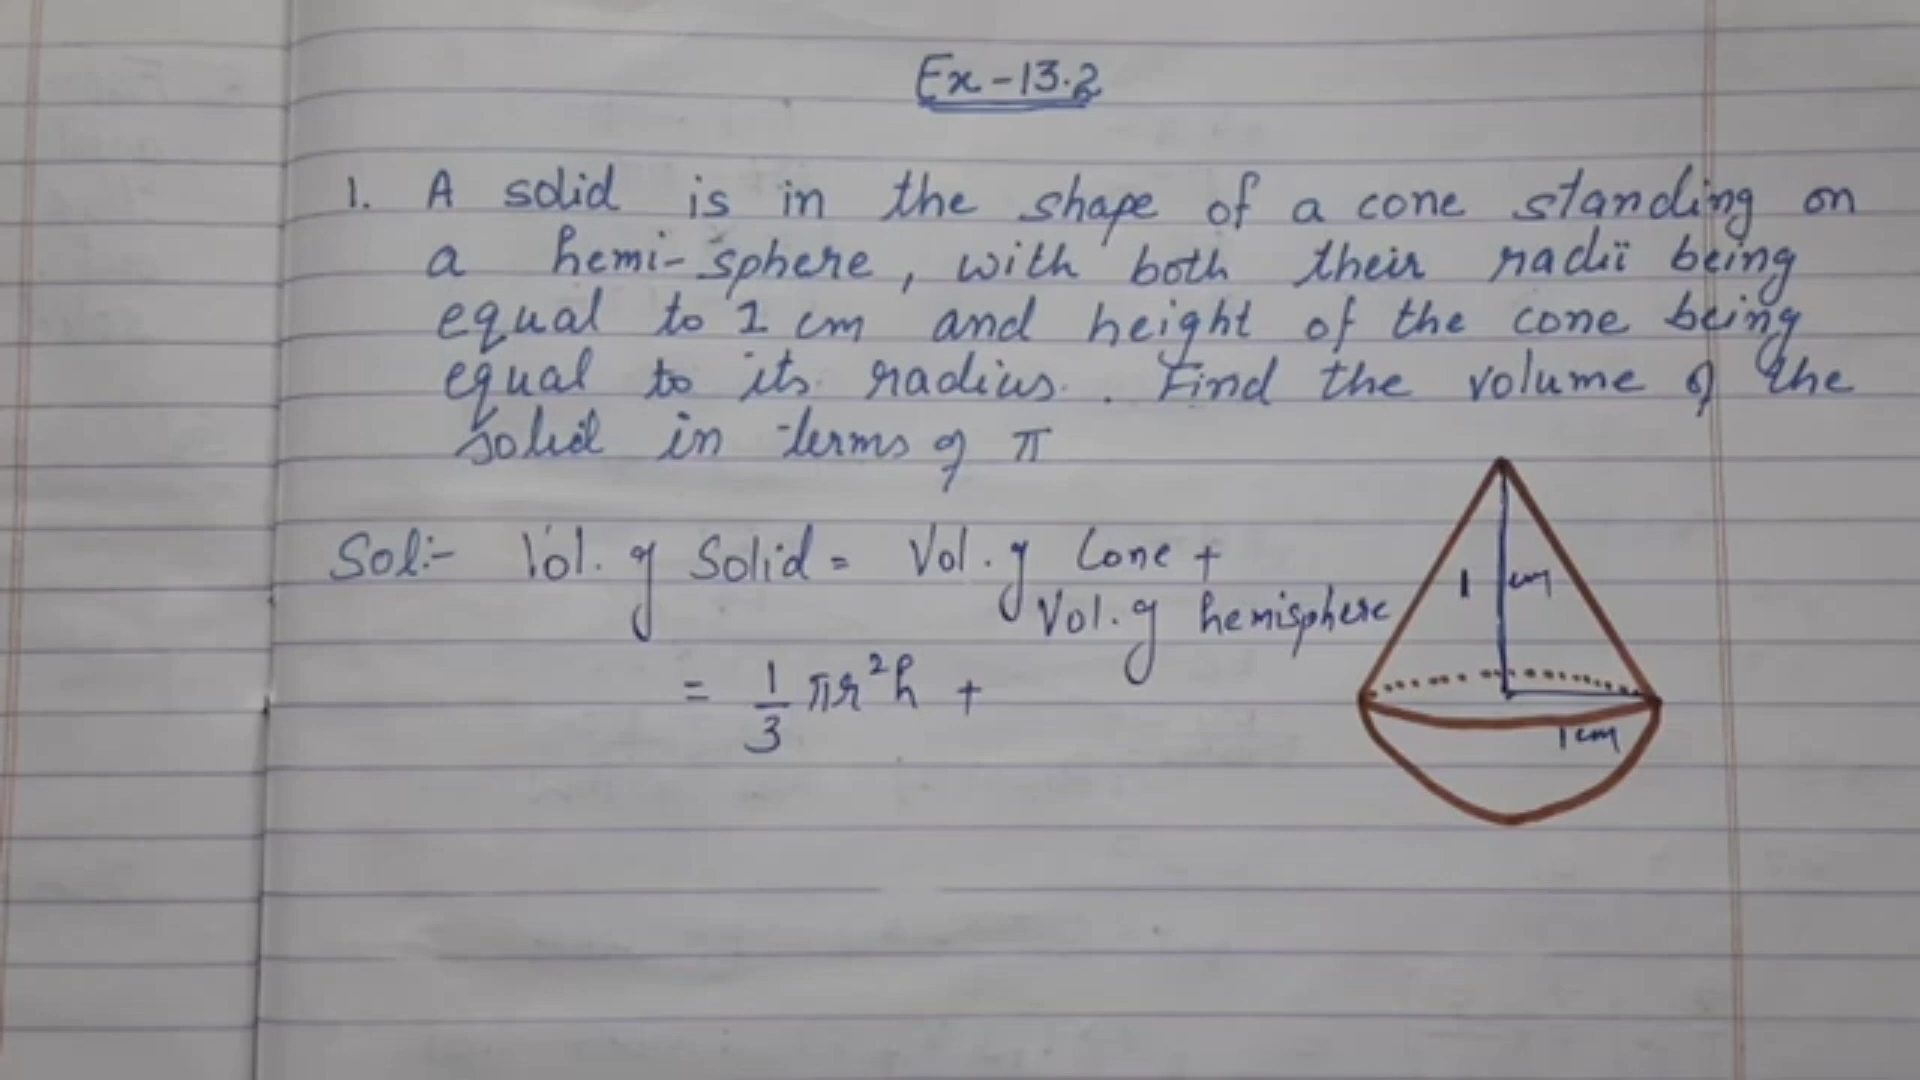 Ex-13.2
1. A solid is in the shape of a cone standing on
a hemi-sphere, with both their radii being
equal to 1 cm and height of the cone being
equal to its radius. Find the volume of the
solid in terms of π
Sol:- Vol. of Solid = Vol. of Cone +
Vol. of hemisphere
= 1/3 πr²h +
1 cm
1cm